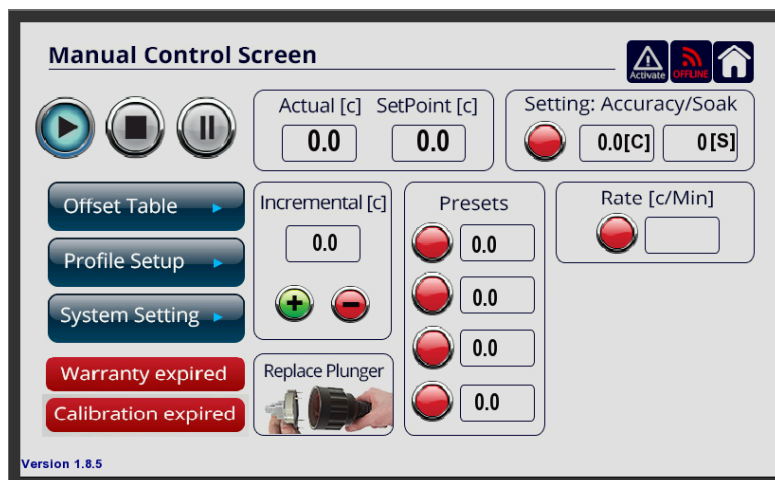 Manual Control Screen
Activate
OFFLINE
Actual [c] SetPoint [c]
0.0 0.0
Setting: Accuracy/Soak
0.0[C] 0[S]
Offset Table
Profile Setup
System Setting
Incremental [c]
0.0
Presets
0.0
0.0
0.0
0.0
Rate [c/Min]
Warranty expired
Calibration expired
Replace Plunger
Version 1.8.5